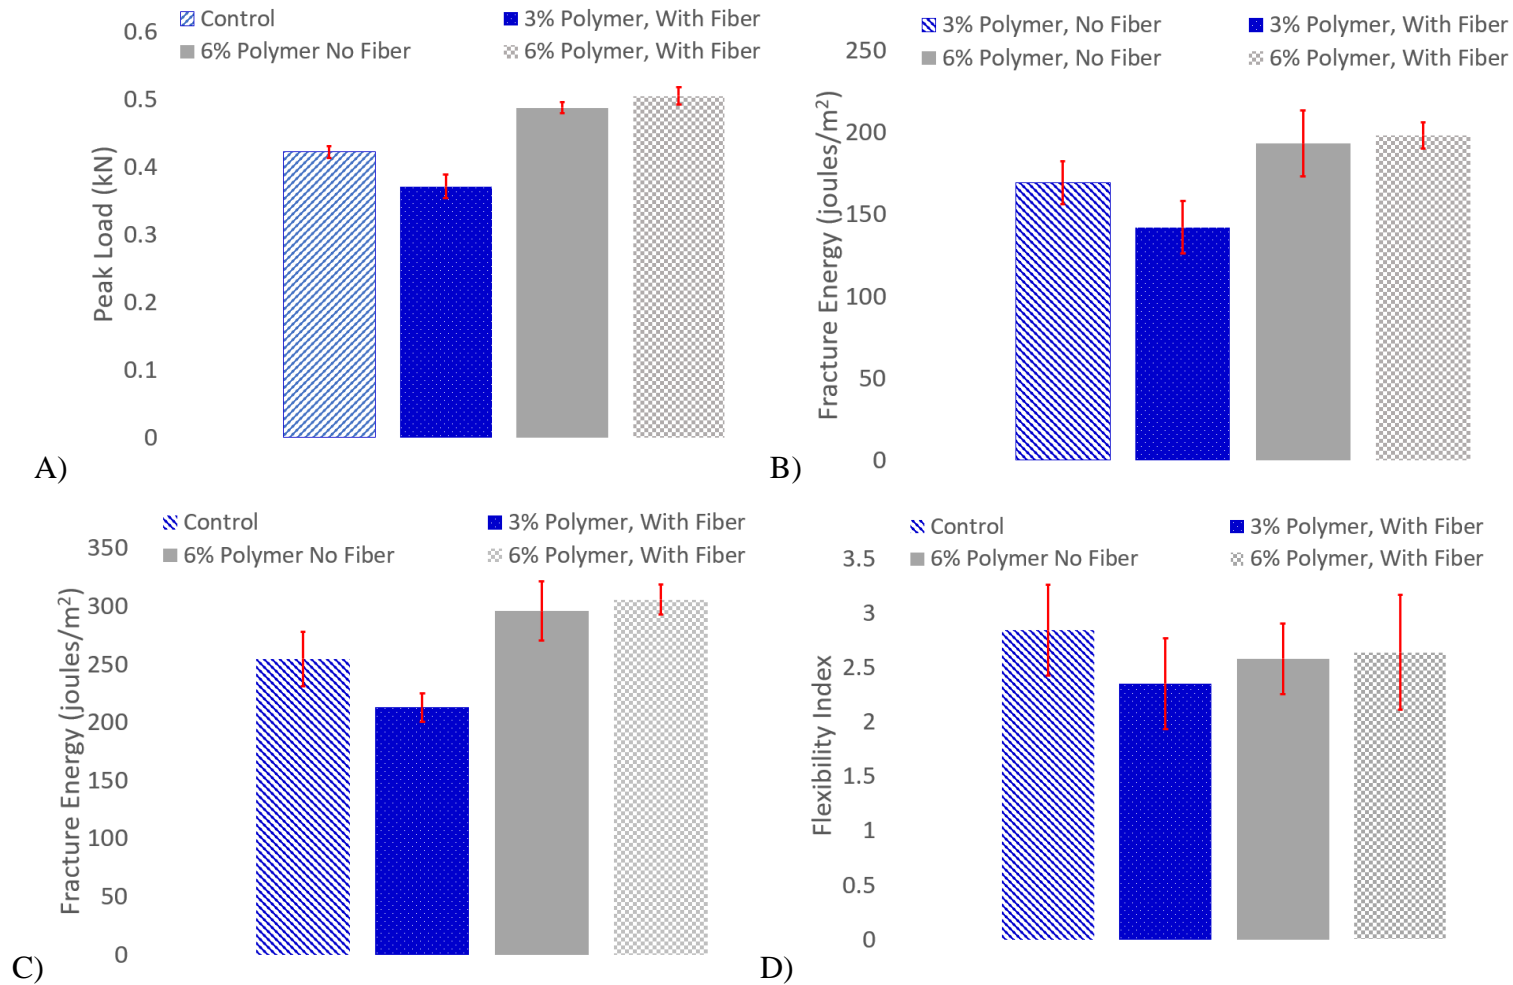 Control
3% Polymer, With Fiber
6% Polymer No Fiber
6% Polymer, With Fiber
Peak Load (kN)
0.6
0.5
0.4
0.3
0.2
0.1
0
A)
3% Polymer, No Fiber
3% Polymer, With Fiber
6% Polymer, No Fiber
6% Polymer, With Fiber
Fracture Energy (joules/m²)
250
200
150
100
50
0
B)
Control
3% Polymer, With Fiber
6% Polymer No Fiber
6% Polymer, With Fiber
Fracture Energy (joules/m²)
350
300
250
200
150
100
50
0
C)
Control
3% Polymer, With Fiber
6% Polymer No Fiber
6% Polymer, With Fiber
Flexibility Index
3.5
3
2.5
2
1.5
1
0.5
0
D)